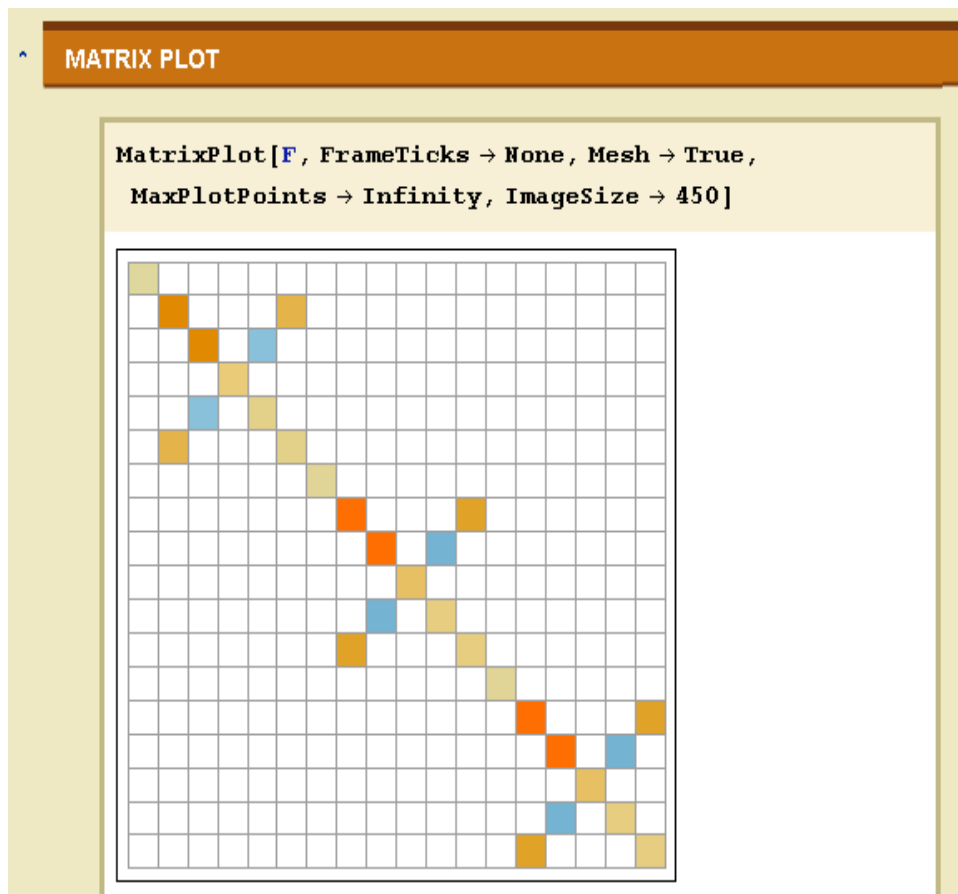 MATRIX PLOT
MatrixPlot[F, FrameTicks → None, Mesh → True,
MaxPlotPoints → Infinity, ImageSize → 450]